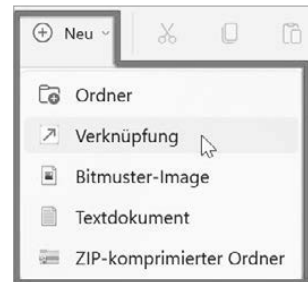 Neu
Ordner
Verknüpfung
Bitmuster-Image
Textdokument
ZIP-komprimierter Ordner